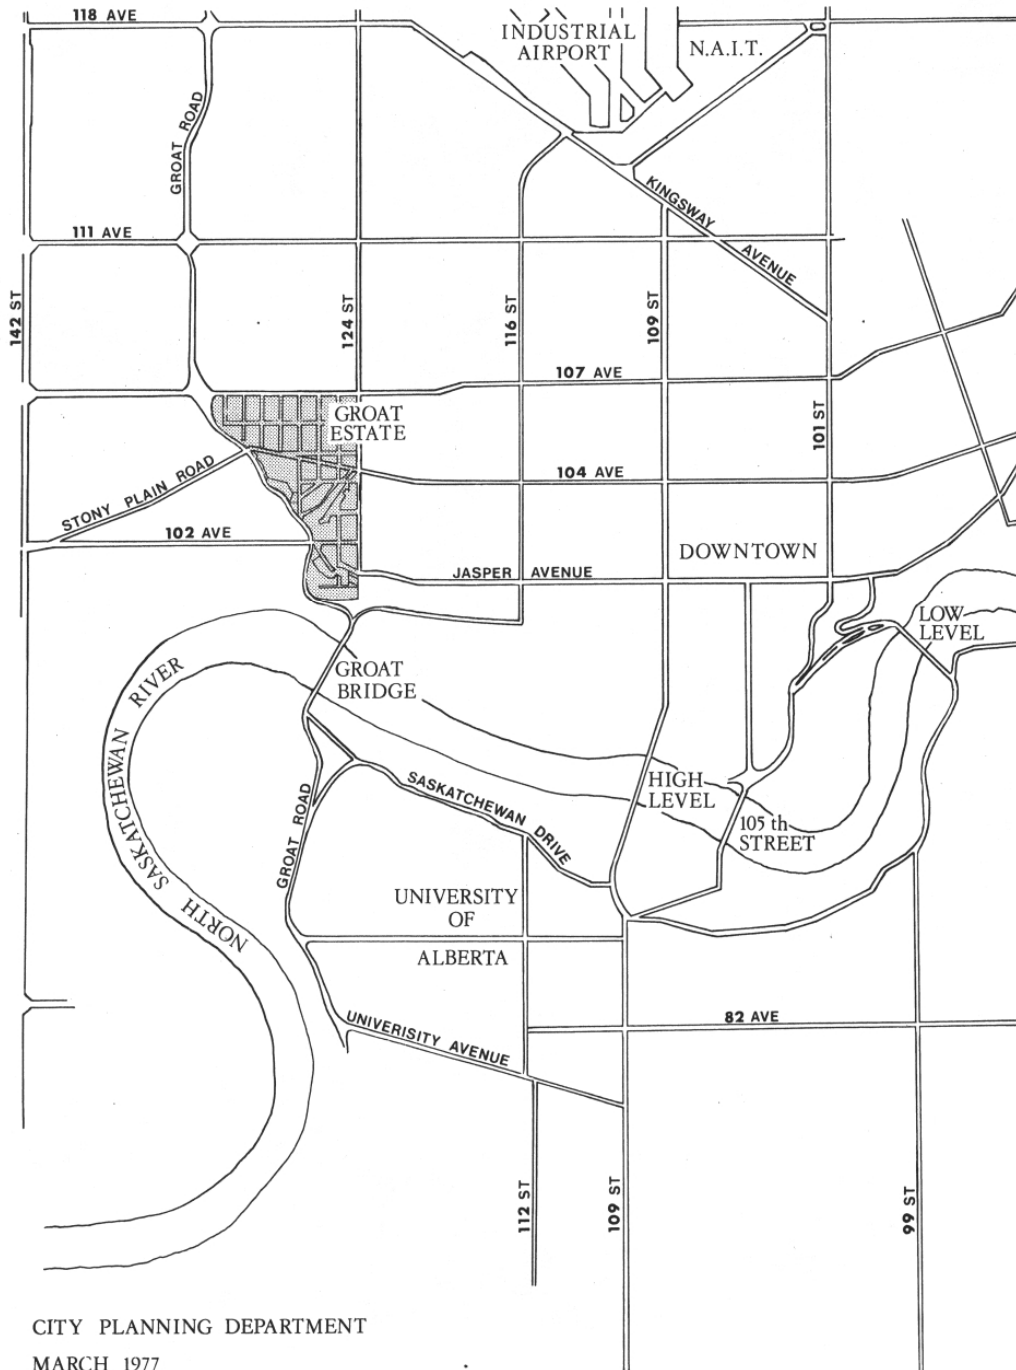 118 AVE
INDUSTRIAL
AIRPORT
N.A.I.T.
GROAT ROAD
KINGSWAY AVENUE
111 AVE
142 ST
124 ST
116 ST
109 ST
107 AVE
101 ST
GROAT
ESTATE
STONY PLAIN ROAD
104 AVE
102 AVE
DOWNTOWN
JASPER AVENUE
LOW
LEVEL
GROAT
BRIDGE
NORTH SASKATCHEWAN RIVER
HIGH
LEVEL
SASKATCHEWAN DRIVE
105 th
STREET
GROAT ROAD
UNIVERSITY
OF
ALBERTA
82 AVE
UNIVERISITY AVENUE
112 ST
109 ST
99 ST
CITY PLANNING DEPARTMENT
MARCH 1977